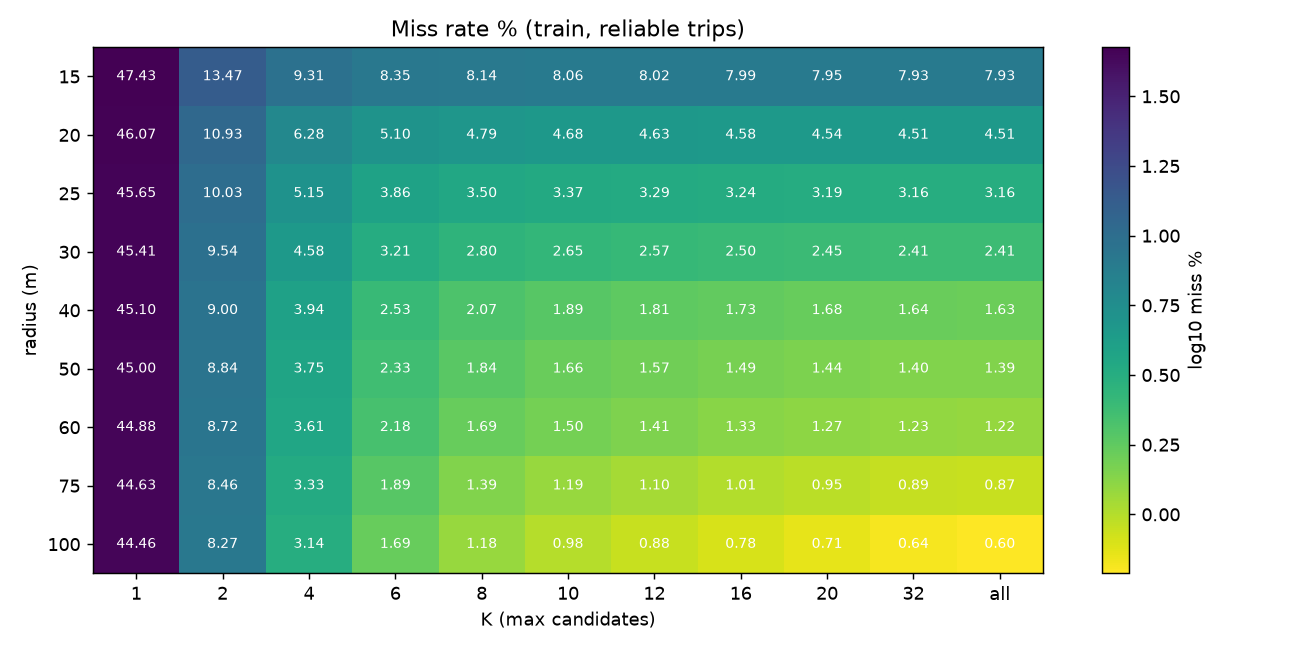 Miss rate % (train, reliable trips)
15 47.43 13.47 9.31 8.35 8.14 8.06 8.02 7.99 7.95 7.93 7.93
20 46.07 10.93 6.28 5.10 4.79 4.68 4.63 4.58 4.54 4.51 4.51
25 45.65 10.03 5.15 3.86 3.50 3.37 3.29 3.24 3.19 3.16 3.16
30 45.41 9.54 4.58 3.21 2.80 2.65 2.57 2.50 2.45 2.41 2.41
40 45.10 9.00 3.94 2.53 2.07 1.89 1.81 1.73 1.68 1.64 1.63
50 45.00 8.84 3.75 2.33 1.84 1.66 1.57 1.49 1.44 1.40 1.39
60 44.88 8.72 3.61 2.18 1.69 1.50 1.41 1.33 1.27 1.23 1.22
75 44.63 8.46 3.33 1.89 1.39 1.19 1.10 1.01 0.95 0.89 0.87
100 44.46 8.27 3.14 1.69 1.18 0.98 0.88 0.78 0.71 0.64 0.60
1 2 4 6 8 10 12 16 20 32 all
K (max candidates)
radius (m)
1.50
1.25
1.00
0.75
0.50
0.25
0.00
log10 miss %